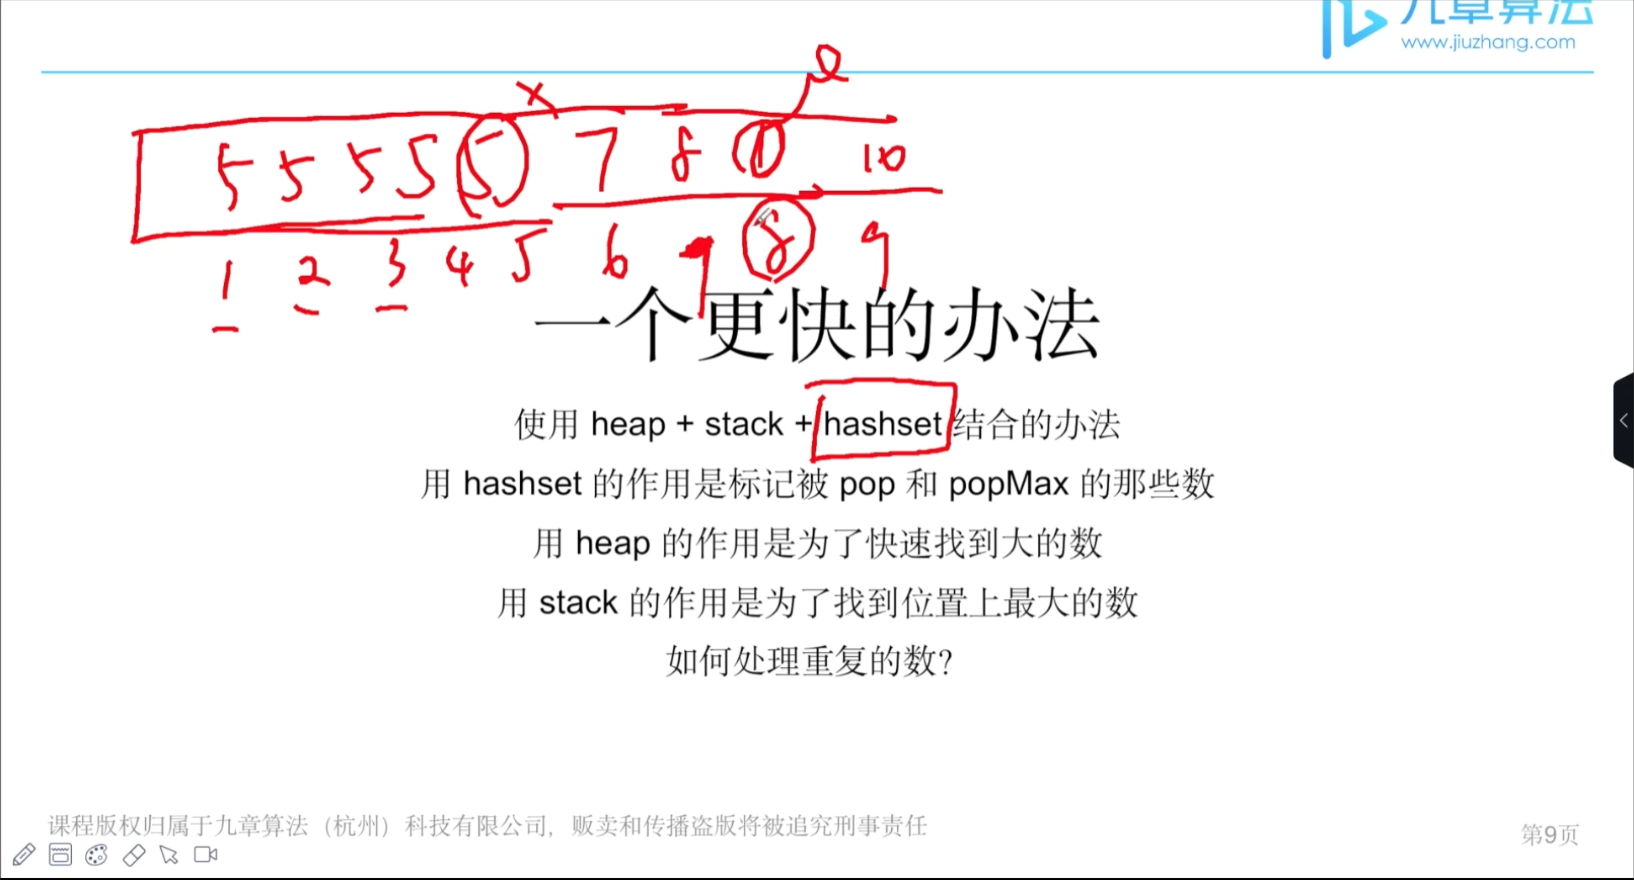 九章算法
www.jiuzhang.com
5 5 5 5 5 7 8 1 10
1 2 3 4 5 6 9 8 9
一个更快的办法
使用 heap + stack + hashset 结合的办法
用 hashset 的作用是标记被 pop 和 popMax 的那些数
用 heap 的作用是为了快速找到大的数
用 stack 的作用是为了找到位置上最大的数
如何处理重复的数?
课程版权归属于九章算法（杭州）科技有限公司，贩卖和传播盗版将被追究刑事责任
第9页